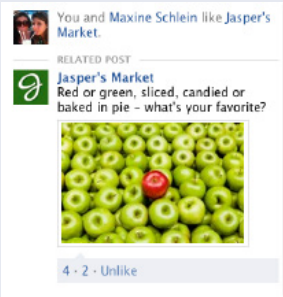 You and Maxine Schlein like Jasper's
Market.
RELATED POST
Jasper's Market
Red or green, sliced, candied or
baked in pie – what's your favorite?
4 · 2 · Unlike